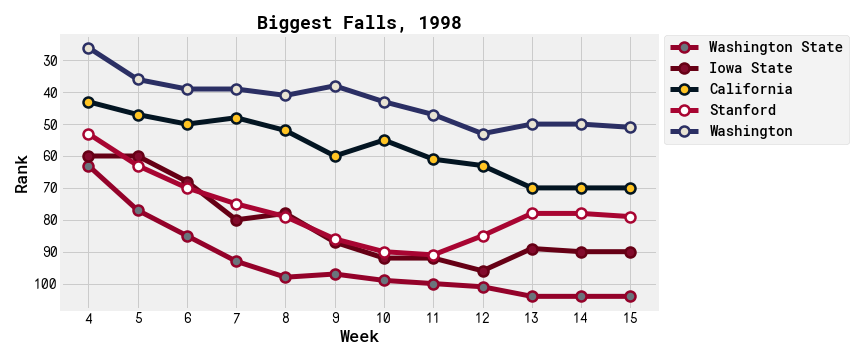 Biggest Falls, 1998
Washington State
Iowa State
California
Stanford
Washington
Rank
30
40
50
60
70
80
90
100
4 5 6 7 8 9 10 11 12 13 14 15
Week